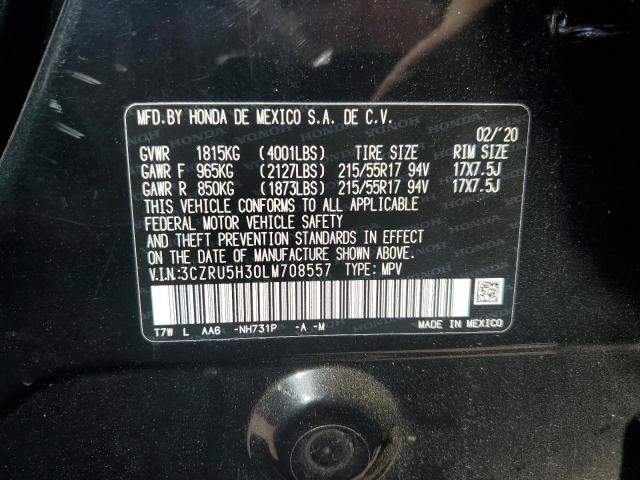 MFD.BY HONDA DE MEXICO S.A. DE C.V.
02/'20
GVWR 1815KG (4001LBS) TIRE SIZE RIM SIZE
GAWR F 965KG (2127LBS) 215/55R17 94V 17X7.5J
GAWR R 850KG (1873LBS) 215/55R17 94V 17X7.5J
THIS VEHICLE CONFORMS TO ALL APPLICABLE
FEDERAL MOTOR VEHICLE SAFETY
AND THEFT PREVENTION STANDARDS IN EFFECT
ON THE DATE OF MANUFACTURE SHOWN ABOVE.
V.I.N:3CZRU5H30LM708557 TYPE: MPV
T7W L AA6 -NH731P -A -M MADE IN MEXICO